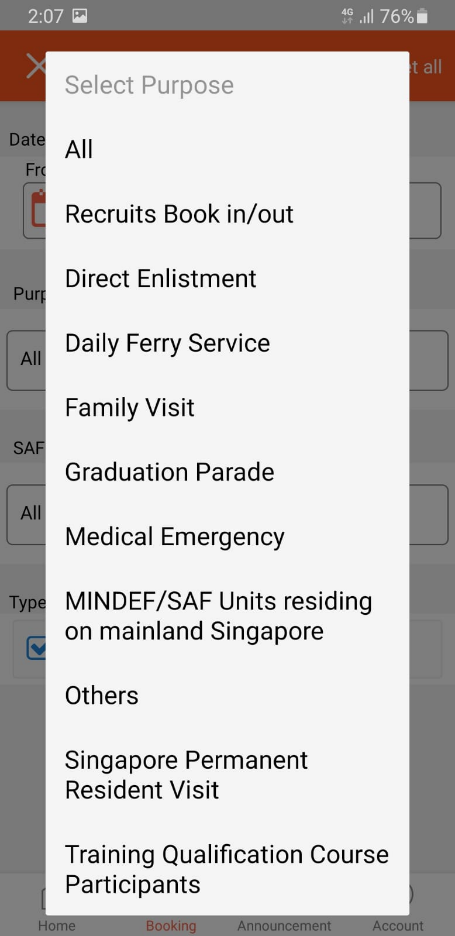 2:07 4G 76%
et all
Select Purpose
Date
All
Fro
Recruits Book in/out
Direct Enlistment
Purp
Daily Ferry Service
All
Family Visit
SAF
Graduation Parade
All
Medical Emergency
Type
MINDEF/SAF Units residing
on mainland Singapore
Others
Singapore Permanent
Resident Visit
Training Qualification Course
Participants
Home Booking Announcement Account